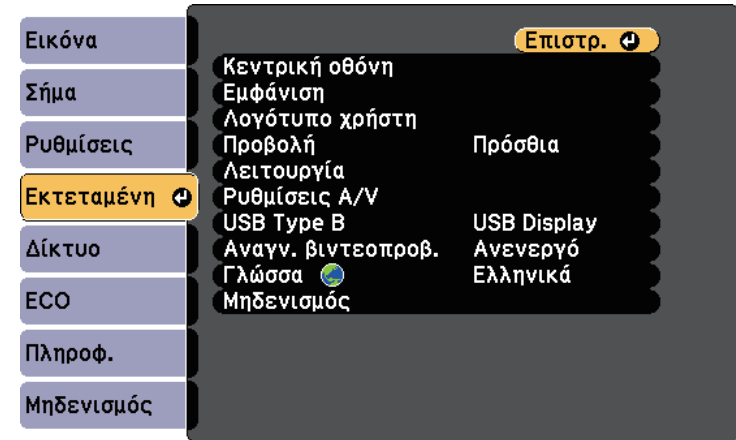 Εικόνα
Σήμα
Ρυθμίσεις
Εκτεταμένη
Δίκτυο
ECO
Πληροφ.
Μηδενισμός
Επιστρ.
Κεντρική οθόνη
Εμφάνιση
Λογότυπο χρήστη
Προβολή Πρόσθια
Λειτουργία
Ρυθμίσεις A/V
USB Type B USB Display
Αναγν. βιντεοπροβ. Ανενεργό
Γλώσσα Ελληνικά
Μηδενισμός